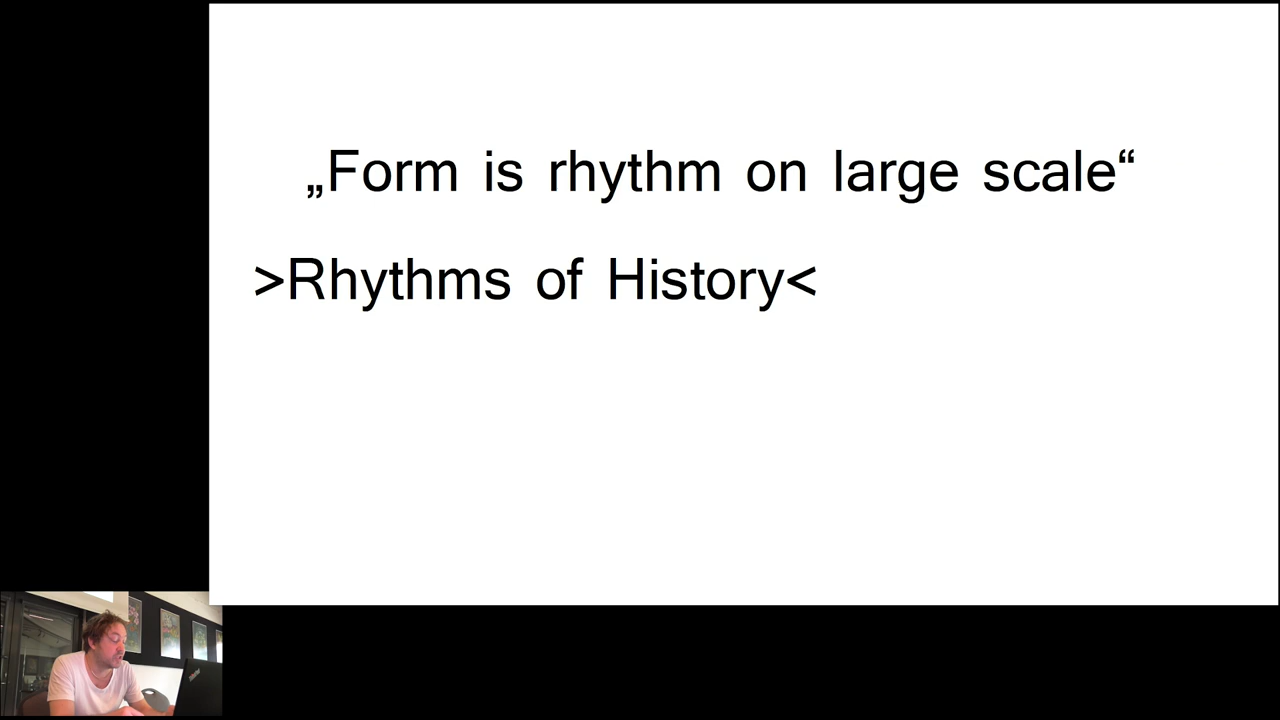 „Form is rhythm on large scale“
>Rhythms of History<